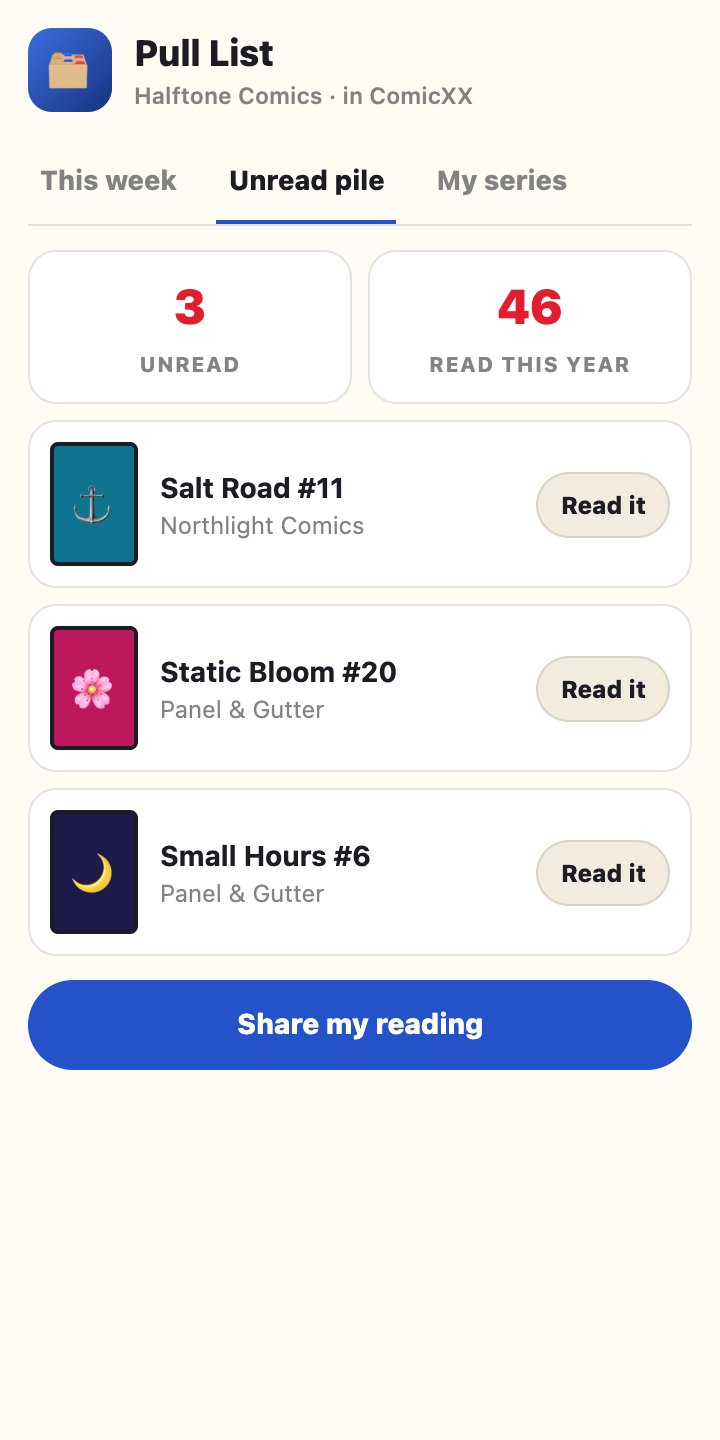 Pull List
Halftone Comics · in ComicXX
This week
Unread pile
My series
3
UNREAD
46
READ THIS YEAR
Salt Road #11
Northlight Comics
Read it
Static Bloom #20
Panel & Gutter
Read it
Small Hours #6
Panel & Gutter
Read it
Share my reading